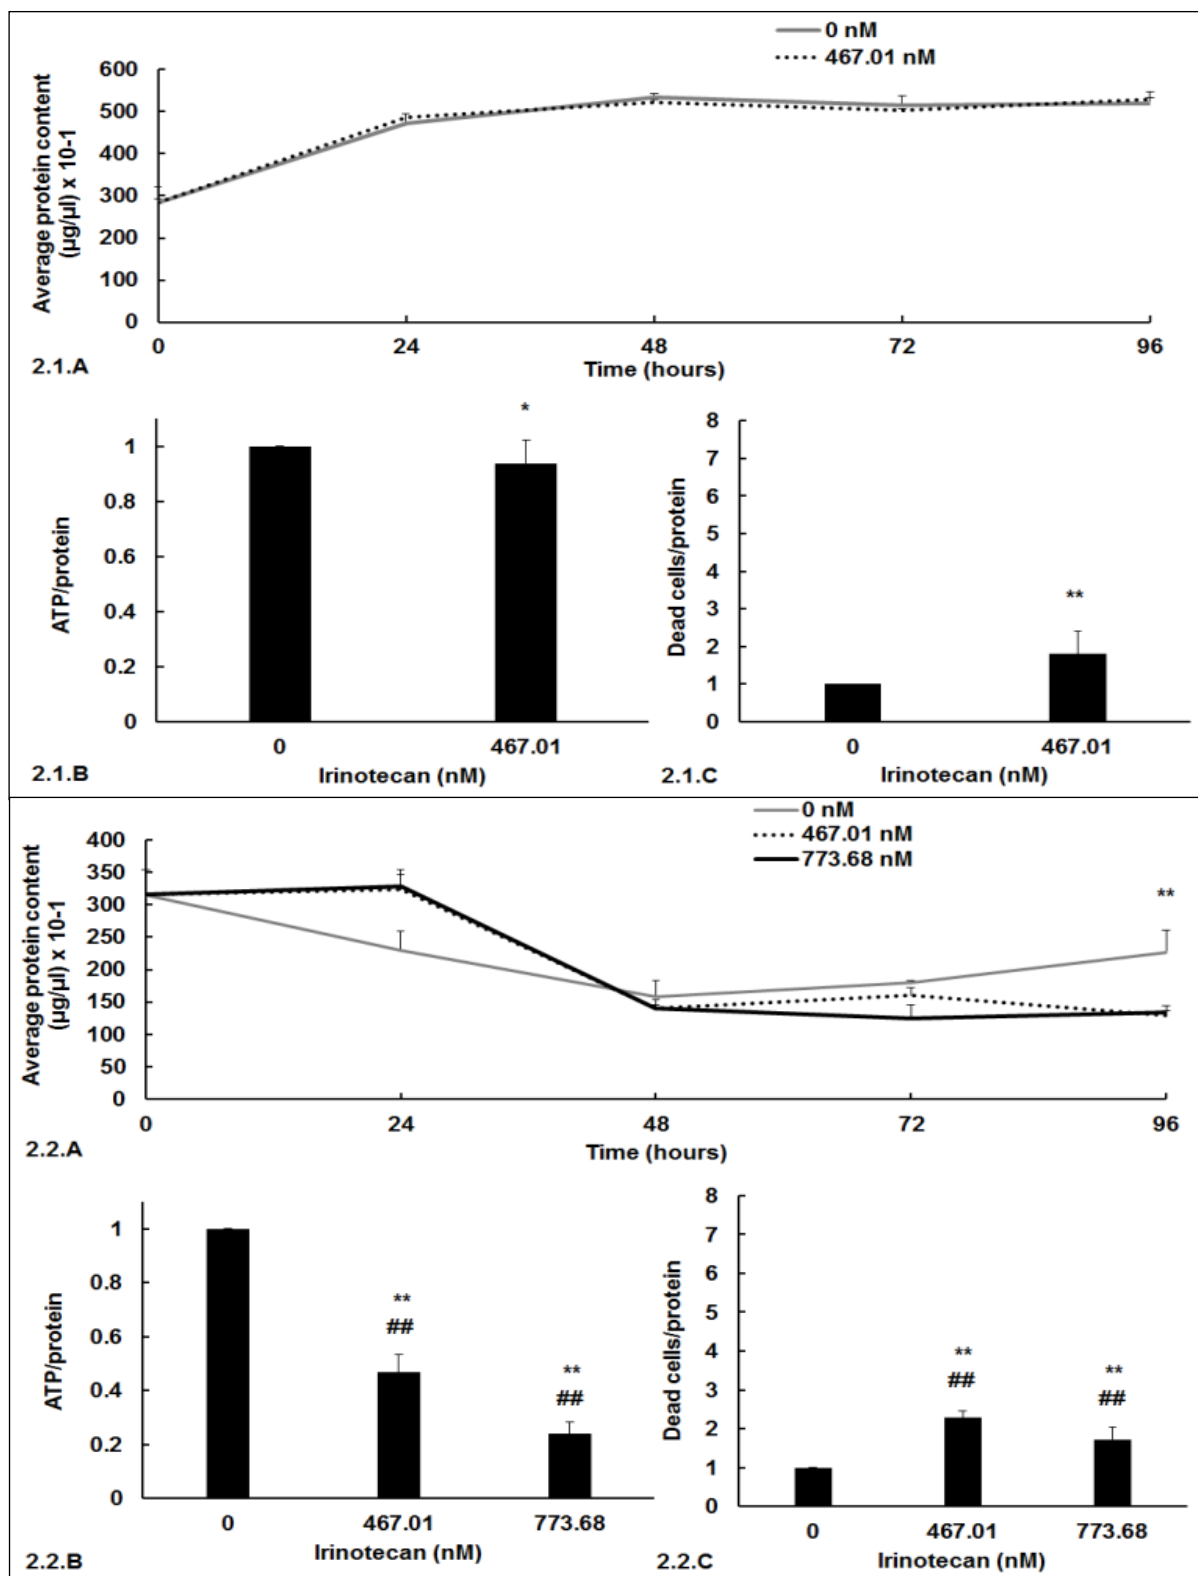 0 nM
467.01 nM
Average protein content
(µg/µl) x 10-1
600
500
400
300
200
100
0
0 24 48 72 96
Time (hours)
2.1.A
ATP/protein
1
0.8
0.6
0.4
0.2
0
*
0 467.01
Irinotecan (nM)
2.1.B
Dead cells/protein
8
7
6
5
4
3
2
1
0
**
0 467.01
Irinotecan (nM)
2.1.C
0 nM
467.01 nM
773.68 nM
Average protein content
(µg/µl) x 10-1
400
350
300
250
200
150
100
50
0
**
0 24 48 72 96
Time (hours)
2.2.A
ATP/protein
1
0.8
0.6
0.4
0.2
0
**
##
**
##
0 467.01 773.68
Irinotecan (nM)
2.2.B
Dead cells/protein
8
7
6
5
4
3
2
1
0
**
##
**
##
0 467.01 773.68
Irinotecan (nM)
2.2.C